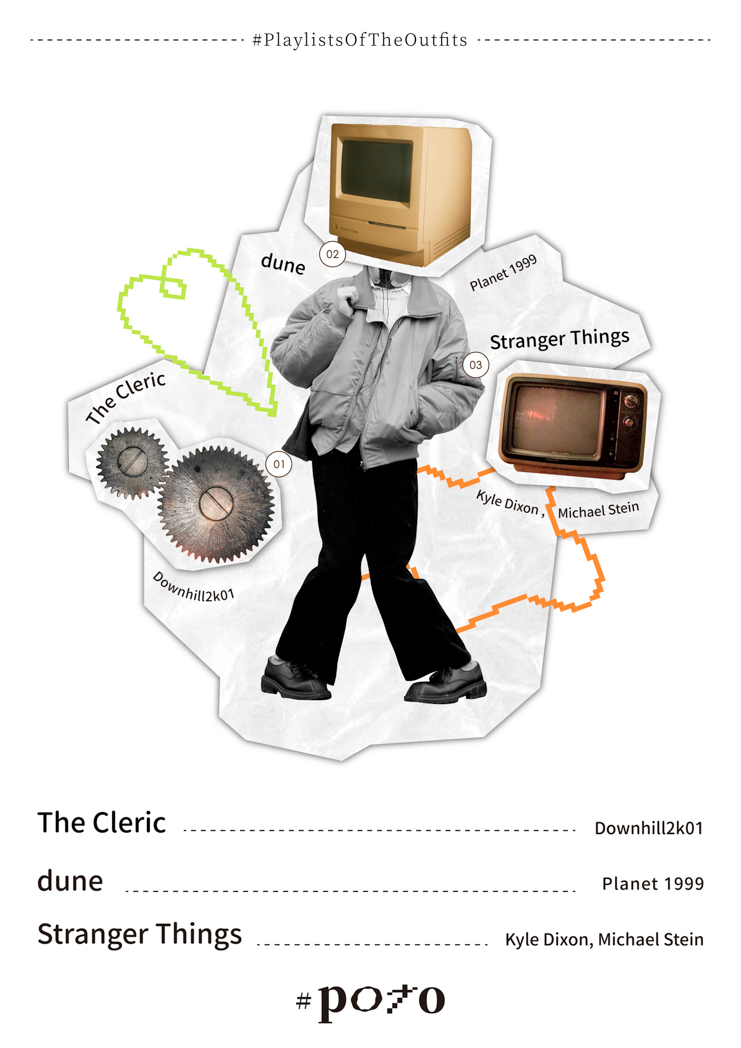 #PlaylistsOfTheOutfits
dune
02
Planet 1999
Stranger Things
03
The Cleric
01
Kyle Dixon, Michael Stein
Downhill2k01
The Cleric Downhill2k01
dune Planet 1999
Stranger Things Kyle Dixon, Michael Stein